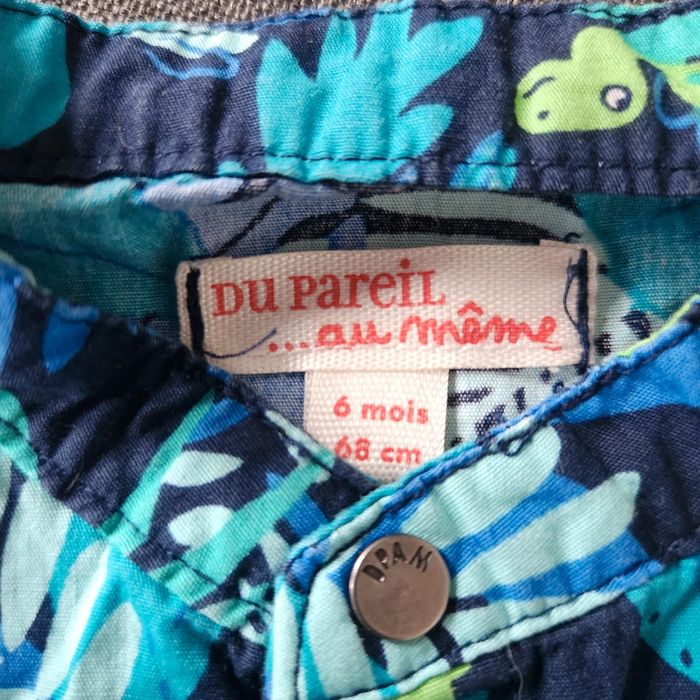 Du PareiL
...au même
6 mois
68 cm
DPAM